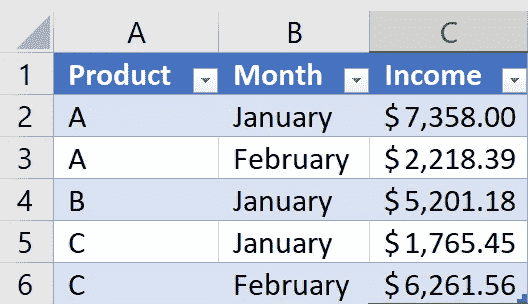 A B C
1 Product Month Income
2 A January $ 7,358.00
3 A February $ 2,218.39
4 B January $ 5,201.18
5 C January $ 1,765.45
6 C February $ 6,261.56